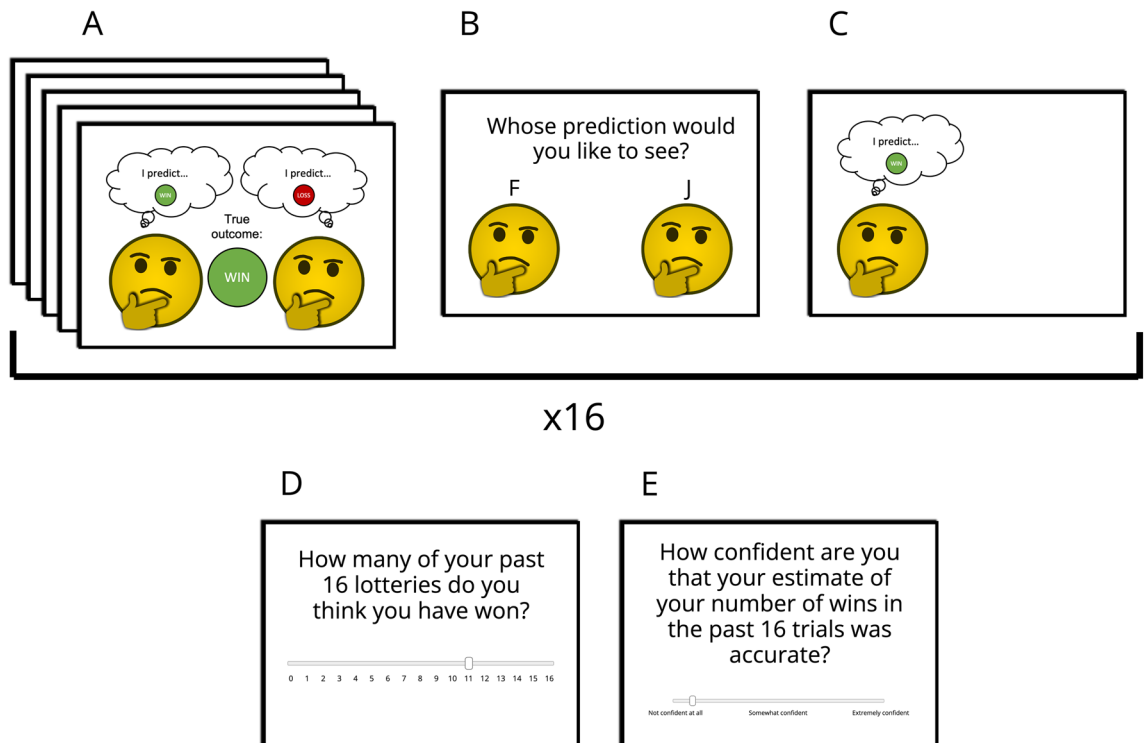 A
B
C
I predict...
WIN
I predict...
LOSS
True
outcome:
WIN
Whose prediction would
you like to see?
F
J
I predict...
WIN
x16
D
E
How many of your past
16 lotteries do you
think you have won?
0 1 2 3 4 5 6 7 8 9 10 11 12 13 14 15 16
How confident are you
that your estimate of
your number of wins in
the past 16 trials was
accurate?
Not confident at all
Somewhat confident
Extremely confident